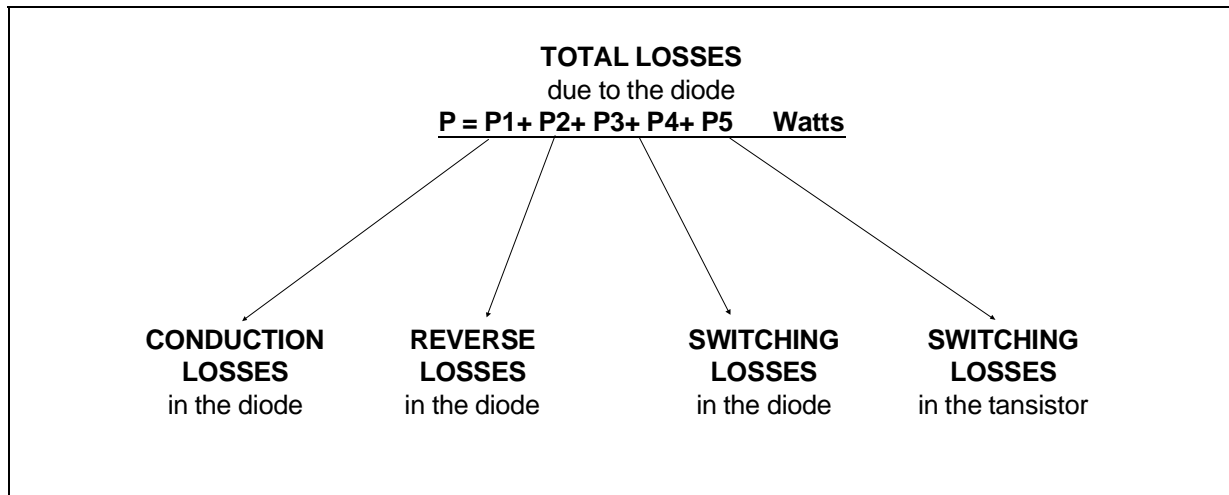 TOTAL LOSSES
due to the diode
P = P1+ P2+ P3+ P4+ P5 Watts
CONDUCTION
LOSSES
in the diode
REVERSE
LOSSES
in the diode
SWITCHING
LOSSES
in the diode
SWITCHING
LOSSES
in the tansistor